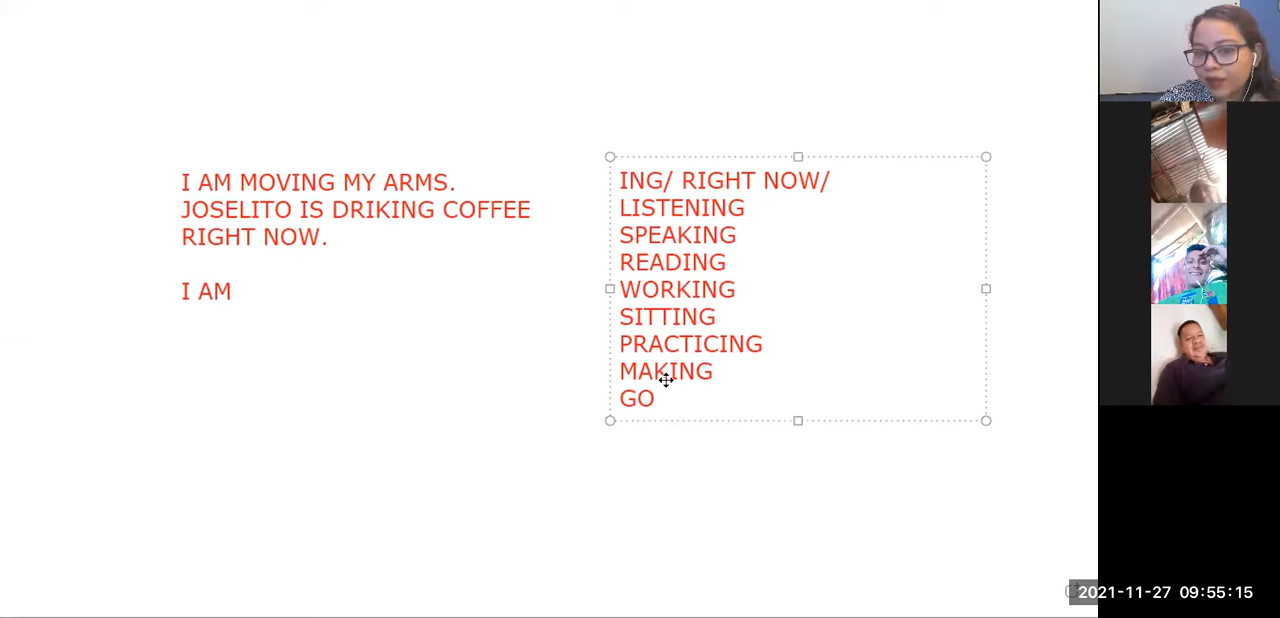 I AM MOVING MY ARMS.
JOSELITO IS DRIKING COFFEE
RIGHT NOW.
I AM
ING/ RIGHT NOW/
LISTENING
SPEAKING
READING
WORKING
SITTING
PRACTICING
MAKING
GO
2021-11-27 09:55:15